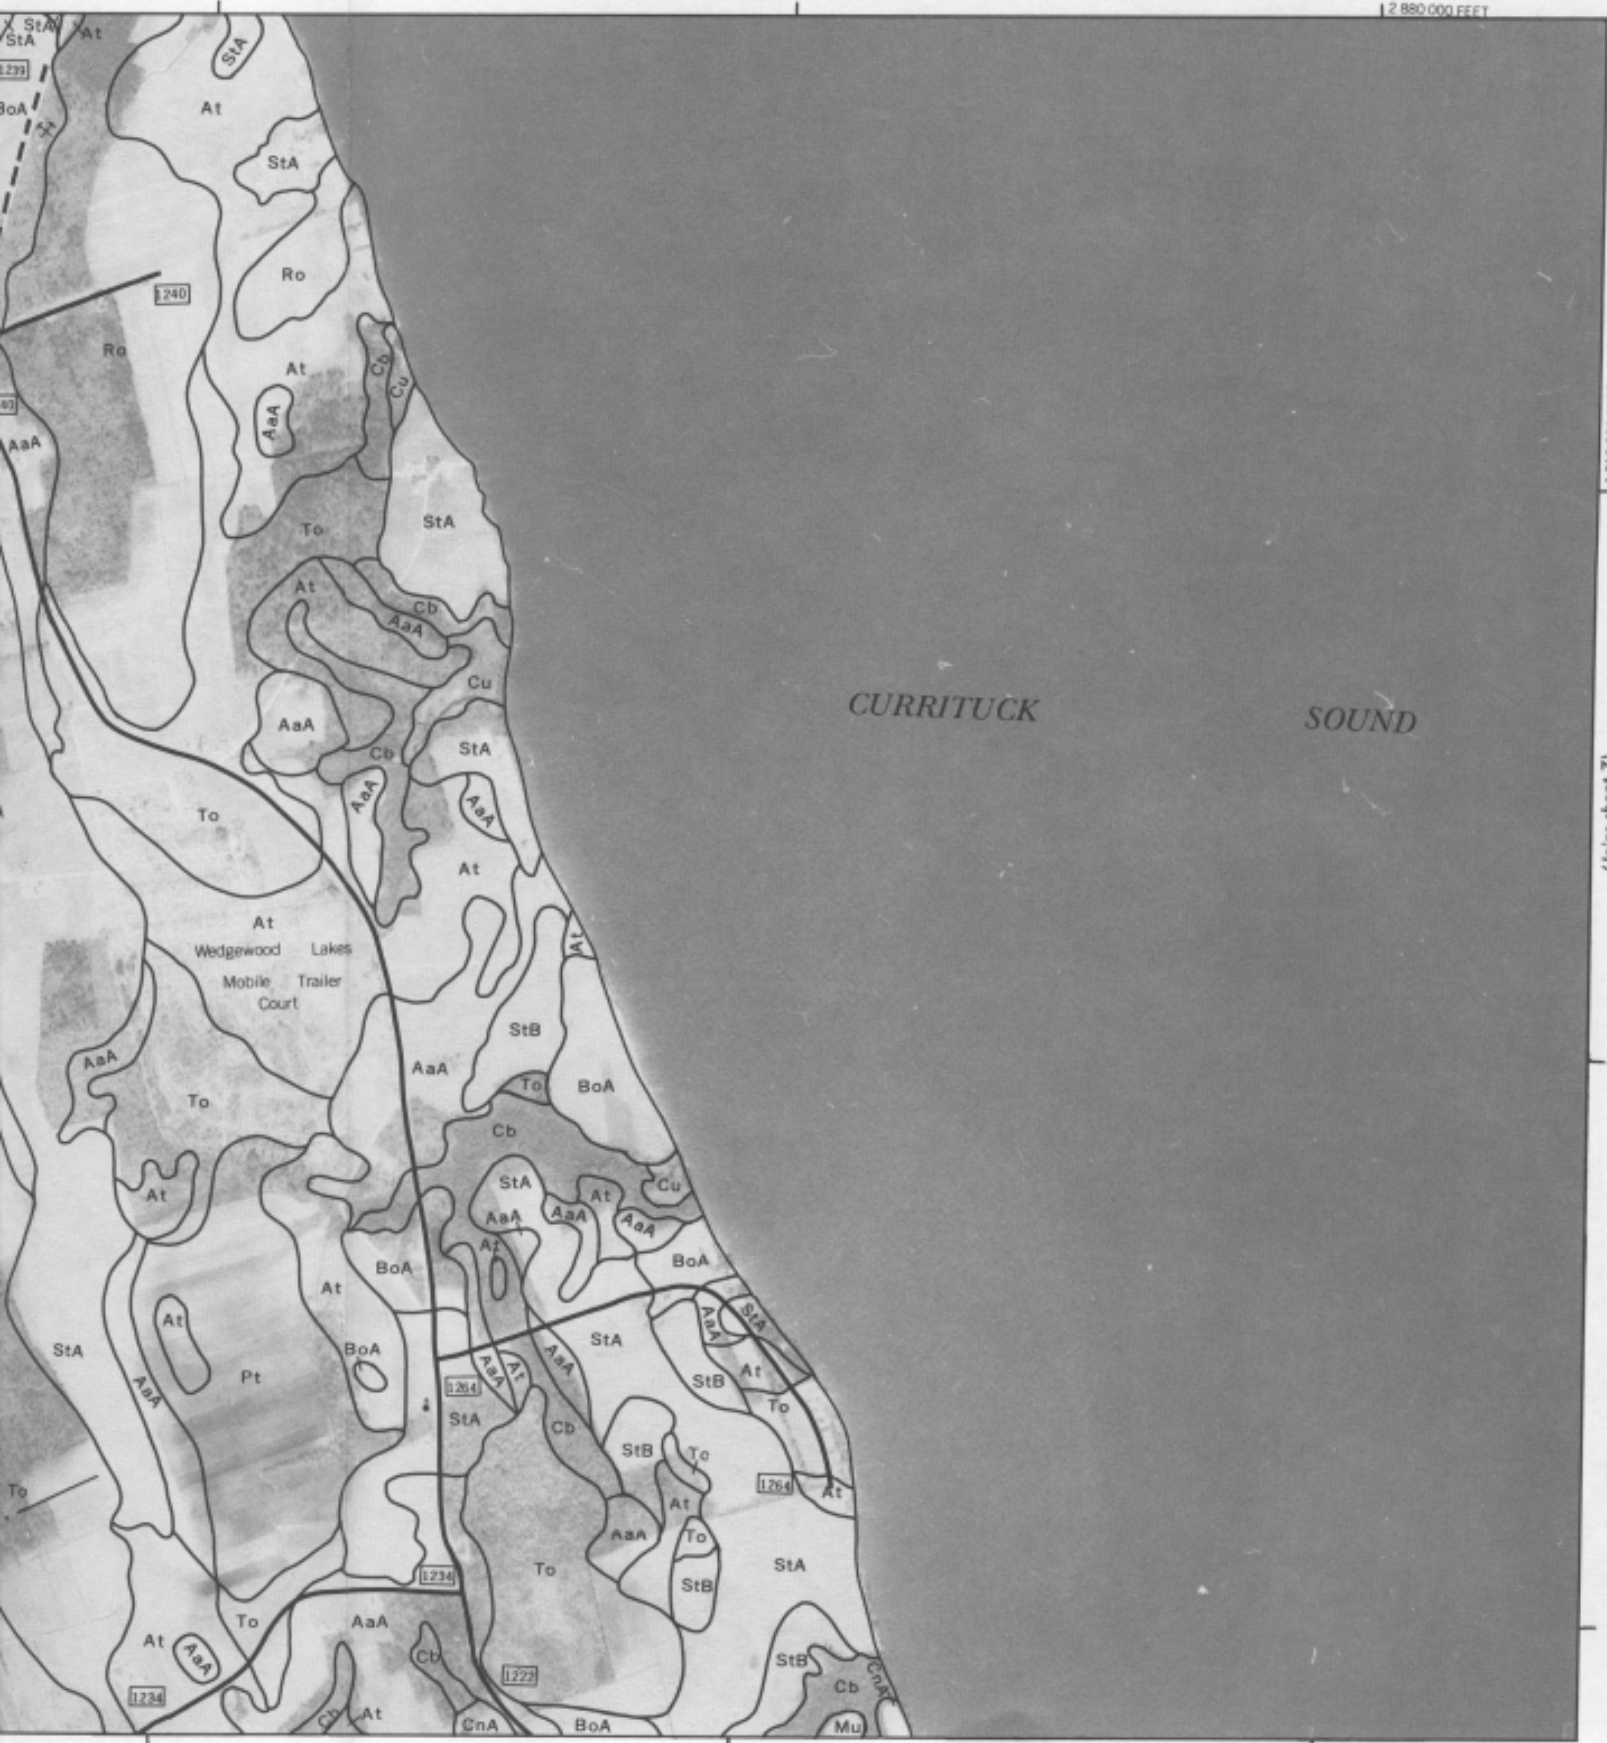 2 880 000 FEET
StA
StA
At
StA
1239
BoA
At
StA
Ro
1240
Ro
At
Cb
Cu
AaA
AaA
StA
To
At
Cb
AaA
Cu
CURRITUCK SOUND
AaA
Cb
StA
AaA
AaA
To
At
At
At
Wedgewood Lakes
Mobile Trailer
Court
StB
AaA
AaA
To
BoA
To
Cb
StA
At
Cu
At
AaA
AaA
AaA
At
BoA
BoA
At
At
AaA
StA
StA
StA
BoA
AaA
At
AaA
At
Pt
StB
AaA
1264
To
StA
Cb
StB
To
1264
At
To
At
AaA
To
StA
To
1234
StB
To
AaA
At
AaA
Cb
StB
1222
Cb
CnA
1234
Cb
At
CnA
BoA
Mu